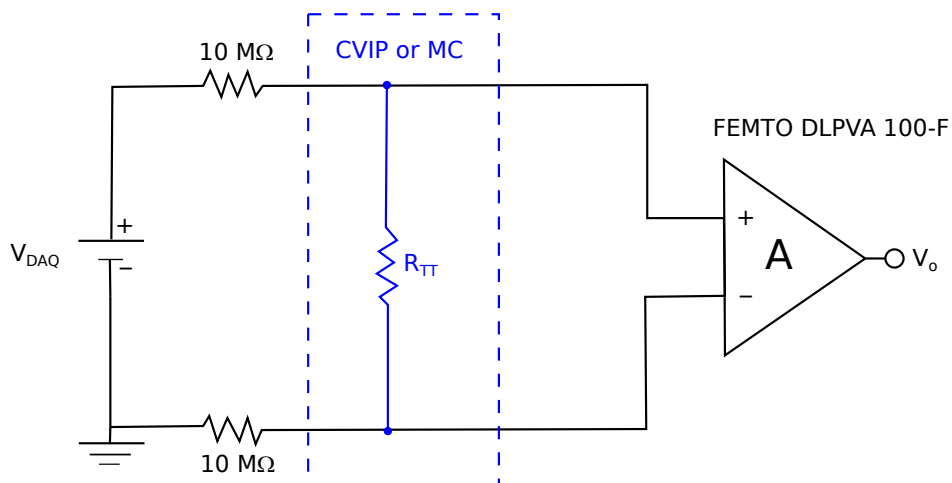 10 MΩ
CVIP or MC
FEMTO DLPVA 100-F
+
+
V_DAQ
−
R_TT
A
V_o
−
10 MΩ